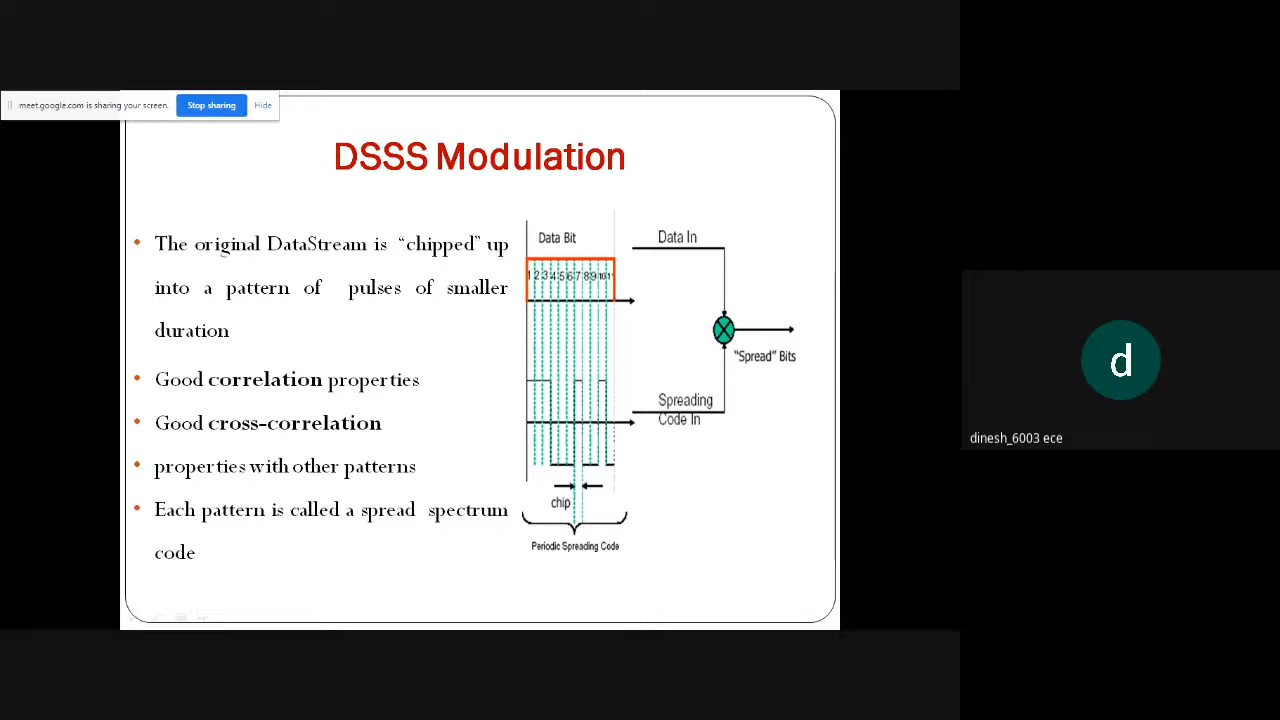 meet.google.com is sharing your screen.
Stop sharing
Hide
DSSS Modulation
• The original DataStream is “chipped” up
into a pattern of pulses of smaller
duration
• Good correlation properties
• Good cross-correlation
• properties with other patterns
• Each pattern is called a spread spectrum
code
Data Bit
1 2 3 4 5 6 7 8 9 10 11
chip
Periodic Spreading Code
Data In
"Spread" Bits
Spreading
Code In
d
dinesh_6003 ece